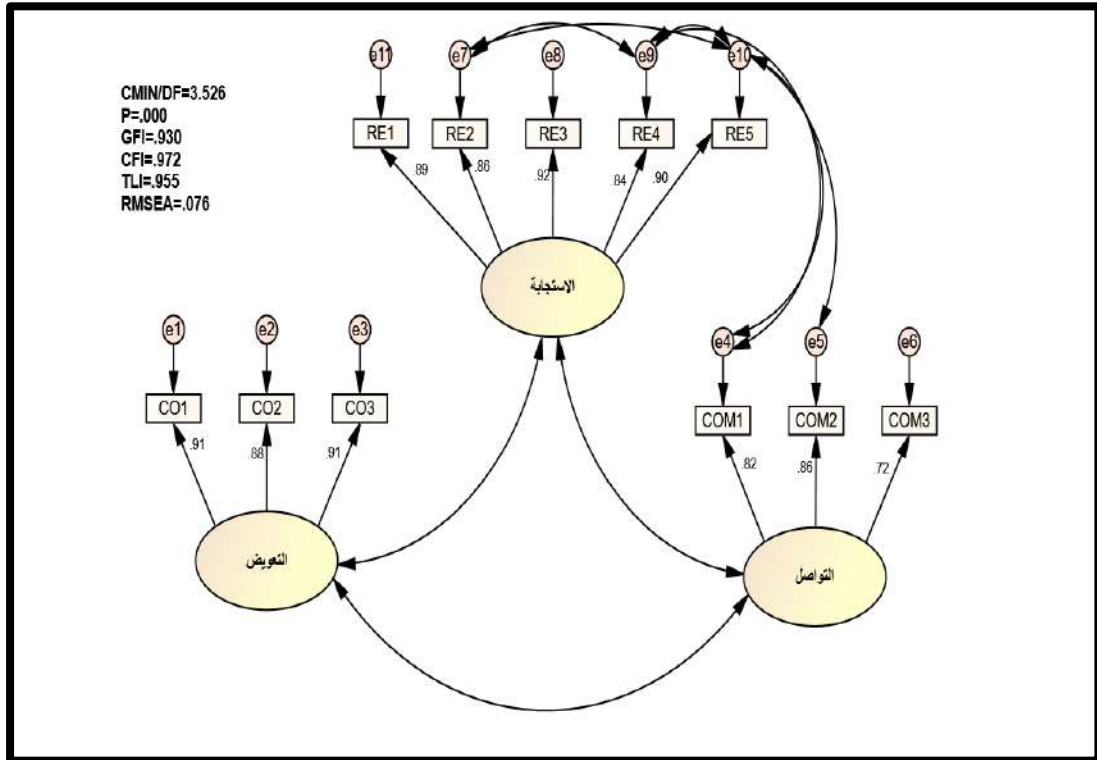 CMIN/DF=3.526
P=.000
GFI=.930
CFI=.972
TLI=.955
RMSEA=.076
e11 e7 e8 e9 e10
RE1 RE2 RE3 RE4 RE5
.89 .86 .92 .84 .90
الاستجابة
e1 e2 e3
CO1 CO2 CO3
.91 .88 .91
التعويض
e4 e5 e6
COM1 COM2 COM3
.82 .86 .72
التواصل